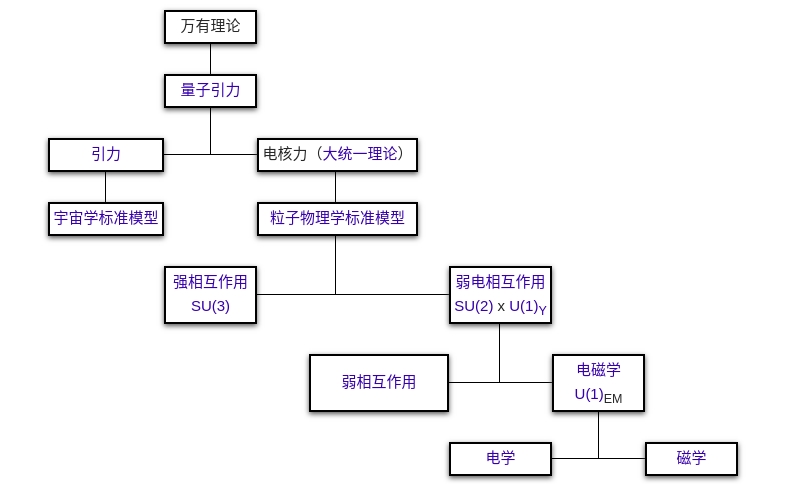 万有理论
量子引力
引力
电核力（大统一理论）
宇宙学标准模型
粒子物理学标准模型
强相互作用
SU(3)
弱电相互作用
SU(2) x U(1)Y
弱相互作用
电磁学
U(1)EM
电学
磁学